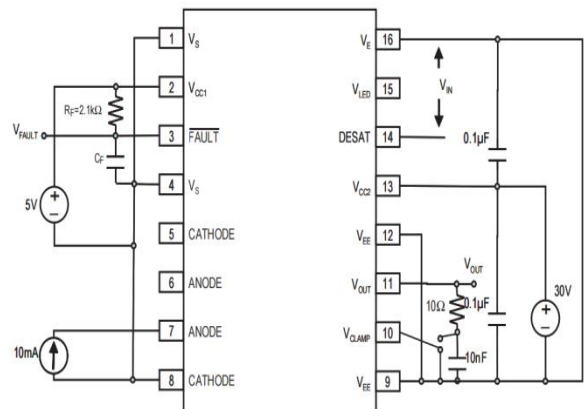 1 V_S
2 V_CC1
3 FAULT
4 V_S
5 CATHODE
6 ANODE
7 ANODE
8 CATHODE
R_F=2.1kΩ
V_FAULT
C_F
5V
10mA
V_E 16
V_LED 15
DESAT 14
V_CC2 13
V_EE 12
V_OUT 11
V_CLAMP 10
V_EE 9
V_IN
0.1µF
V_OUT
10Ω
0.1µF
10nF
30V